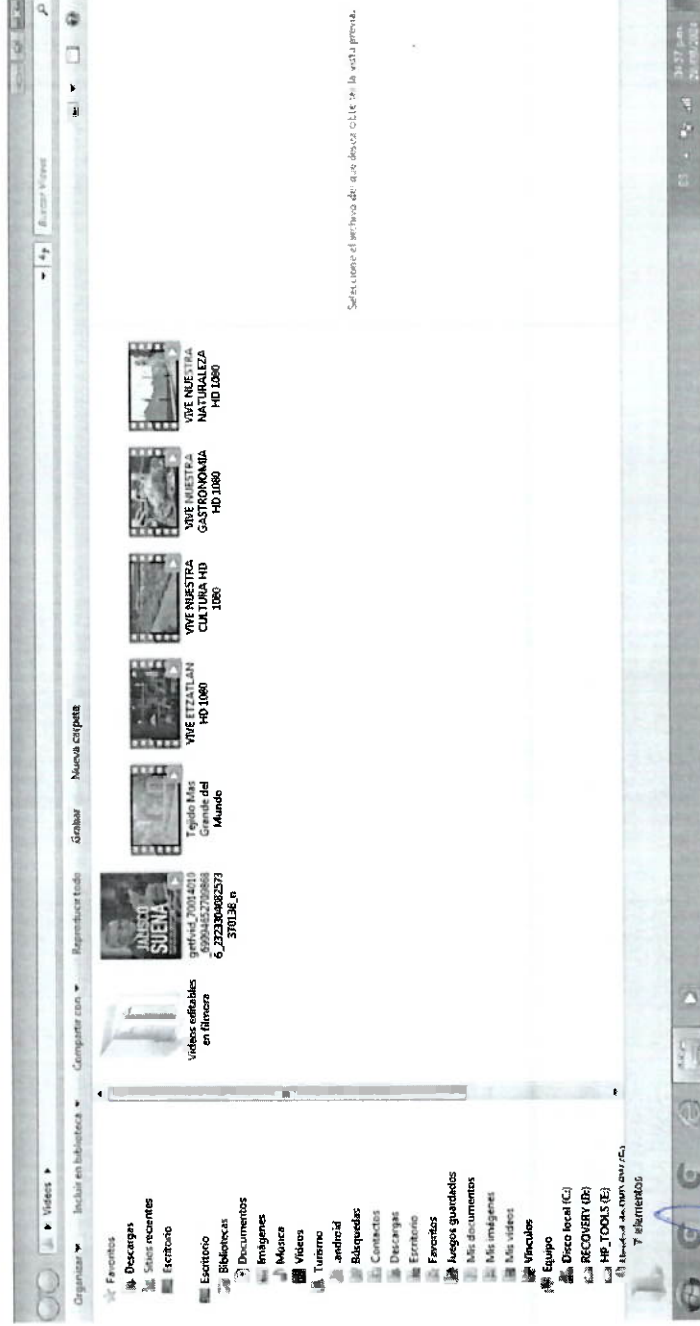 Videos
Buscar Videos
Organizar
Incluir en biblioteca
Compartir con
Reproducir todo
Grabar
Nueva carpeta
Favoritos
Descargas
Sitios recientes
Escritorio
Escritorio
Bibliotecas
Documentos
Imágenes
Música
Videos
Turismo
.android
Búsquedas
Contactos
Descargas
Escritorio
Favoritos
Juegos guardados
Mis documentos
Mis imágenes
Mis videos
Vínculos
Equipo
Disco local (C:)
RECOVERY (D:)
HP_TOOLS (E:)
7 elementos
Videos editables
en filmora
JALISCO
SUENA
Tejido Mas
Grande del
Mundo
VIVE ETZATLAN
HD 1080
VIVE NUESTRA
CULTURA HD
1080
VIVE NUESTRA
GASTRONOMIA
HD 1080
VIVE NUESTRA
NATURALEZA
HD 1080
Seleccione el archivo del que desea obtener la vista previa.
ES